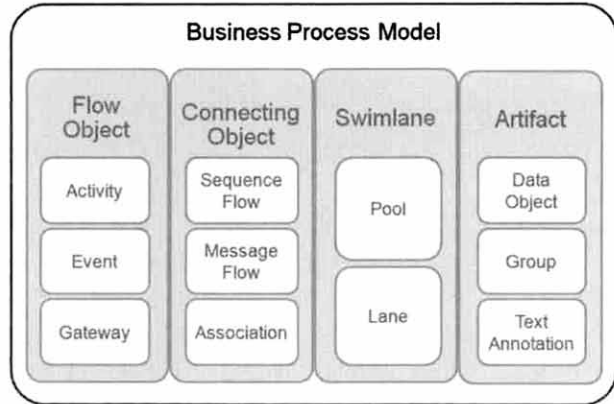 Business Process Model
Flow
Object
Activity
Event
Gateway
Connecting
Object
Sequence
Flow
Message
Flow
Association
Swimlane
Pool
Lane
Artifact
Data
Object
Group
Text
Annotation